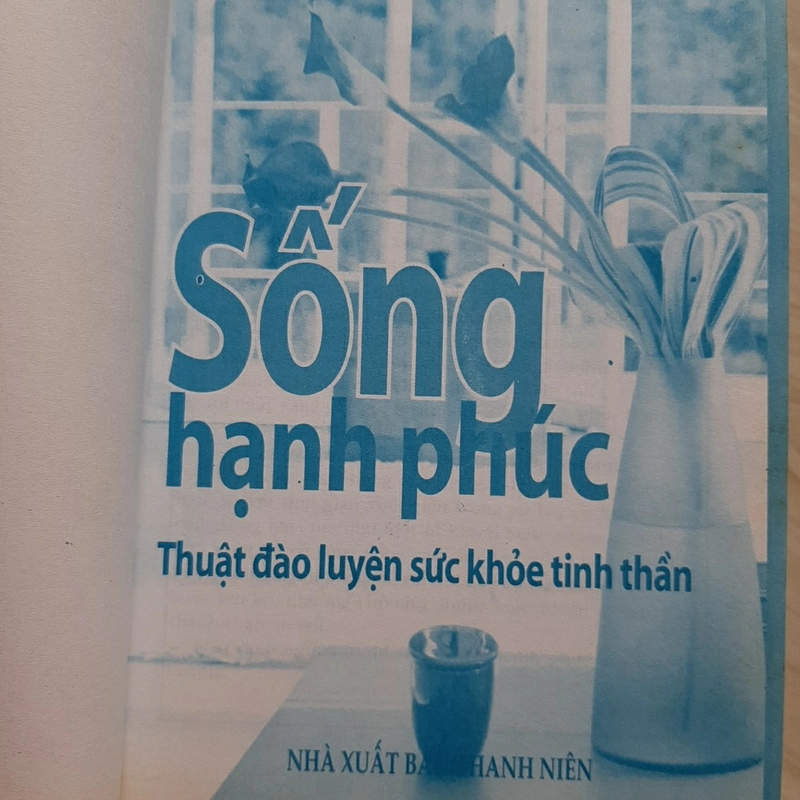 Sống
hạnh phúc
Thuật đào luyện sức khỏe tinh thần
NHÀ XUẤT BẢN THANH NIÊN